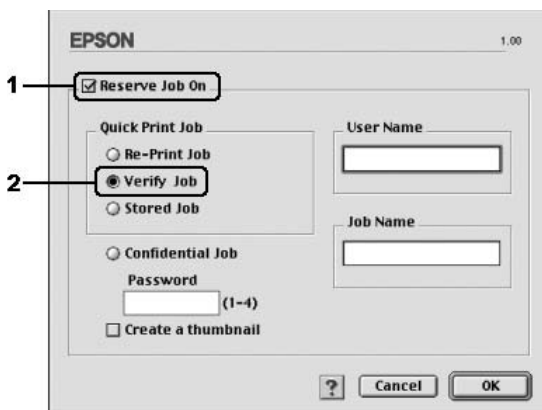 EPSON
1.00
1
Reserve Job On
Quick Print Job
Re-Print Job
2
Verify Job
Stored Job
Confidential Job
Password
(1-4)
Create a thumbnail
User Name
Job Name
?
Cancel
OK